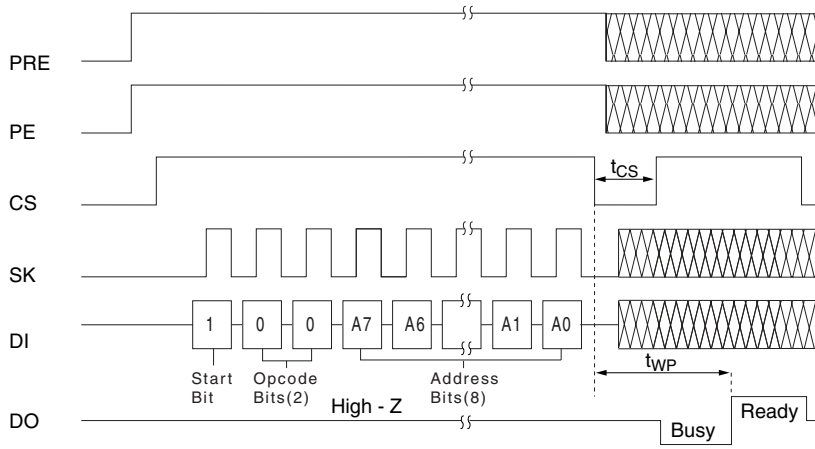 PRE
PE
CS
tCS
SK
DI
1 0 0 A7 A6 A1 A0
Start Bit
Opcode Bits(2)
Address Bits(8)
tWP
DO
High - Z
Busy
Ready